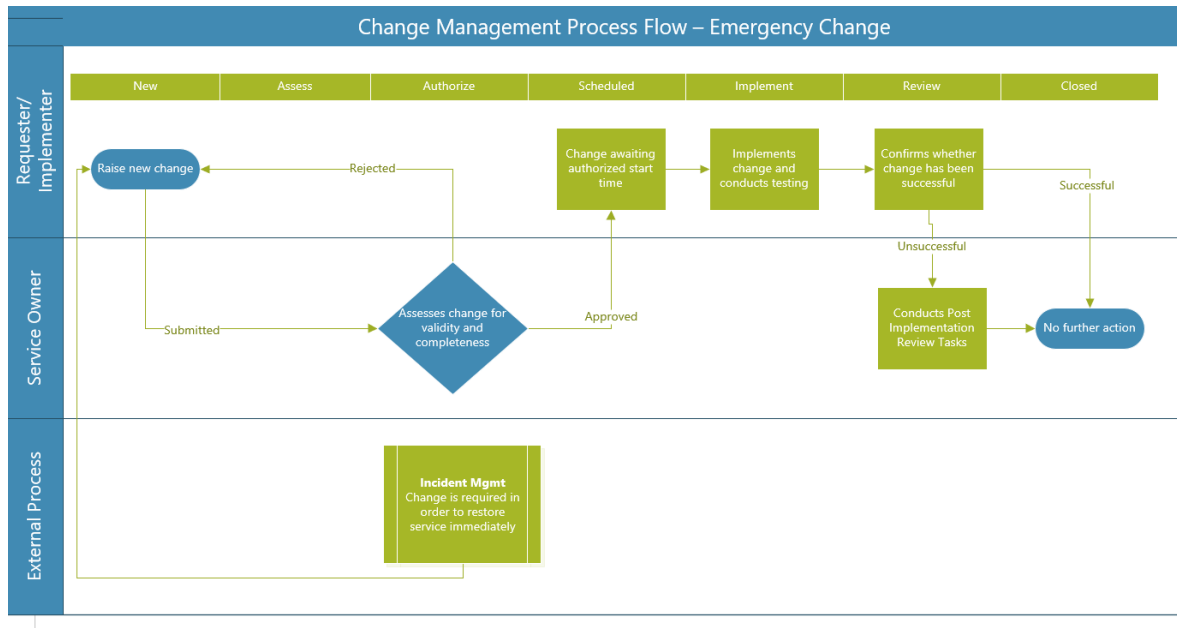 Change Management Process Flow – Emergency Change
New
Assess
Authorize
Scheduled
Implement
Review
Closed
Requester/
Implementer
Raise new change
Rejected
Change awaiting
authorized start
time
Implements
change and
conducts testing
Confirms whether
change has been
successful
Successful
Unsuccessful
Service Owner
Submitted
Assesses change for
validity and
completeness
Approved
Conducts Post
Implementation
Review Tasks
No further action
External Process
Incident Mgmt
Change is required in
order to restore
service immediately